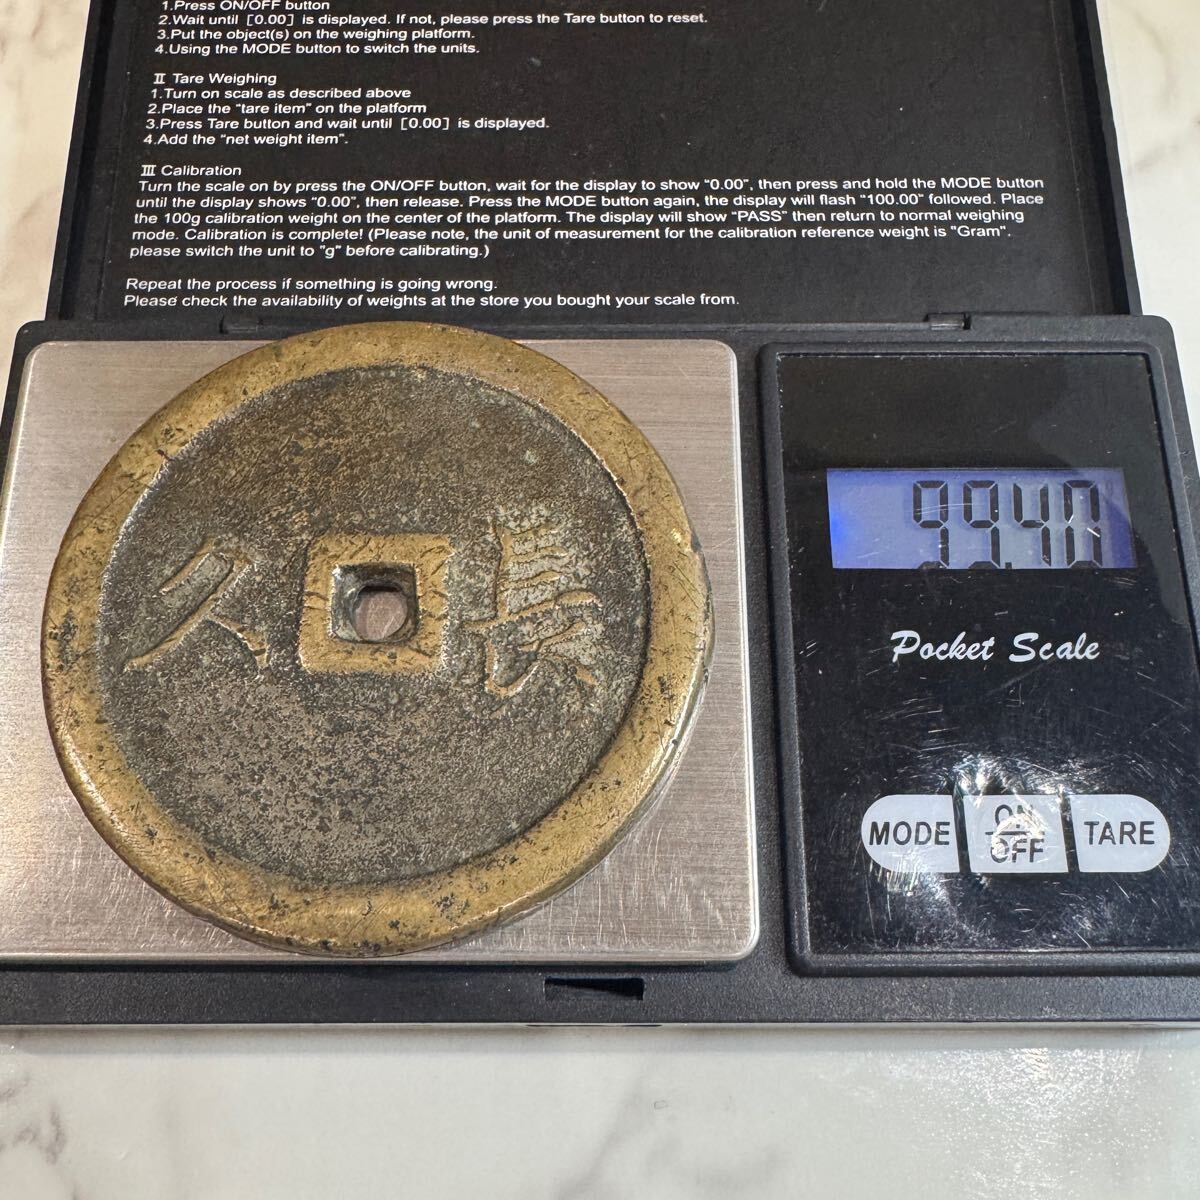 1.Press ON/OFF button
2.Wait until [0.00] is displayed. If not, please press the Tare button to reset.
3.Put the object(s) on the weighing platform.
4.Using the MODE button to switch the units.
Ⅱ Tare Weighing
1.Turn on scale as described above
2.Place the "tare item" on the platform
3.Press Tare button and wait until [0.00] is displayed.
4.Add the "net weight item".
Ⅲ Calibration
Turn the scale on by press the ON/OFF button, wait for the display to show "0.00", then press and hold the MODE button
until the display shows "0.00", then release. Press the MODE button again, the display will flash "100.00" followed. Place
the 100g calibration weight on the center of the platform. The display will show "PASS" then return to normal weighing
mode. Calibration is complete! (Please note, the unit of measurement for the calibration reference weight is "Gram".
please switch the unit to "g" before calibrating.)
Repeat the process if something is going wrong.
Please check the availability of weights at the store you bought your scale from.
長
久
Pocket Scale
MODE
ON
OFF
TARE